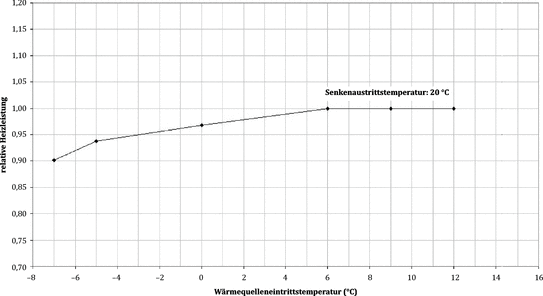 1,20
1,15
1,10
1,05
Senkenaustrittstemperatur: 20 °C
1,00
relative Heizleistung
0,95
0,90
0,85
0,80
0,75
0,70
–8 –6 –4 –2 0 2 4 6 8 10 12 14 16
Wärmequelleneintrittstemperatur (°C)